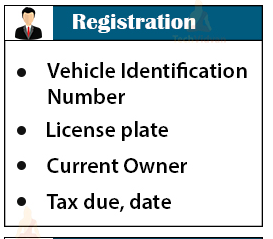 Registration
• Vehicle Identification
Number
• License plate
• Current Owner
• Tax due, date